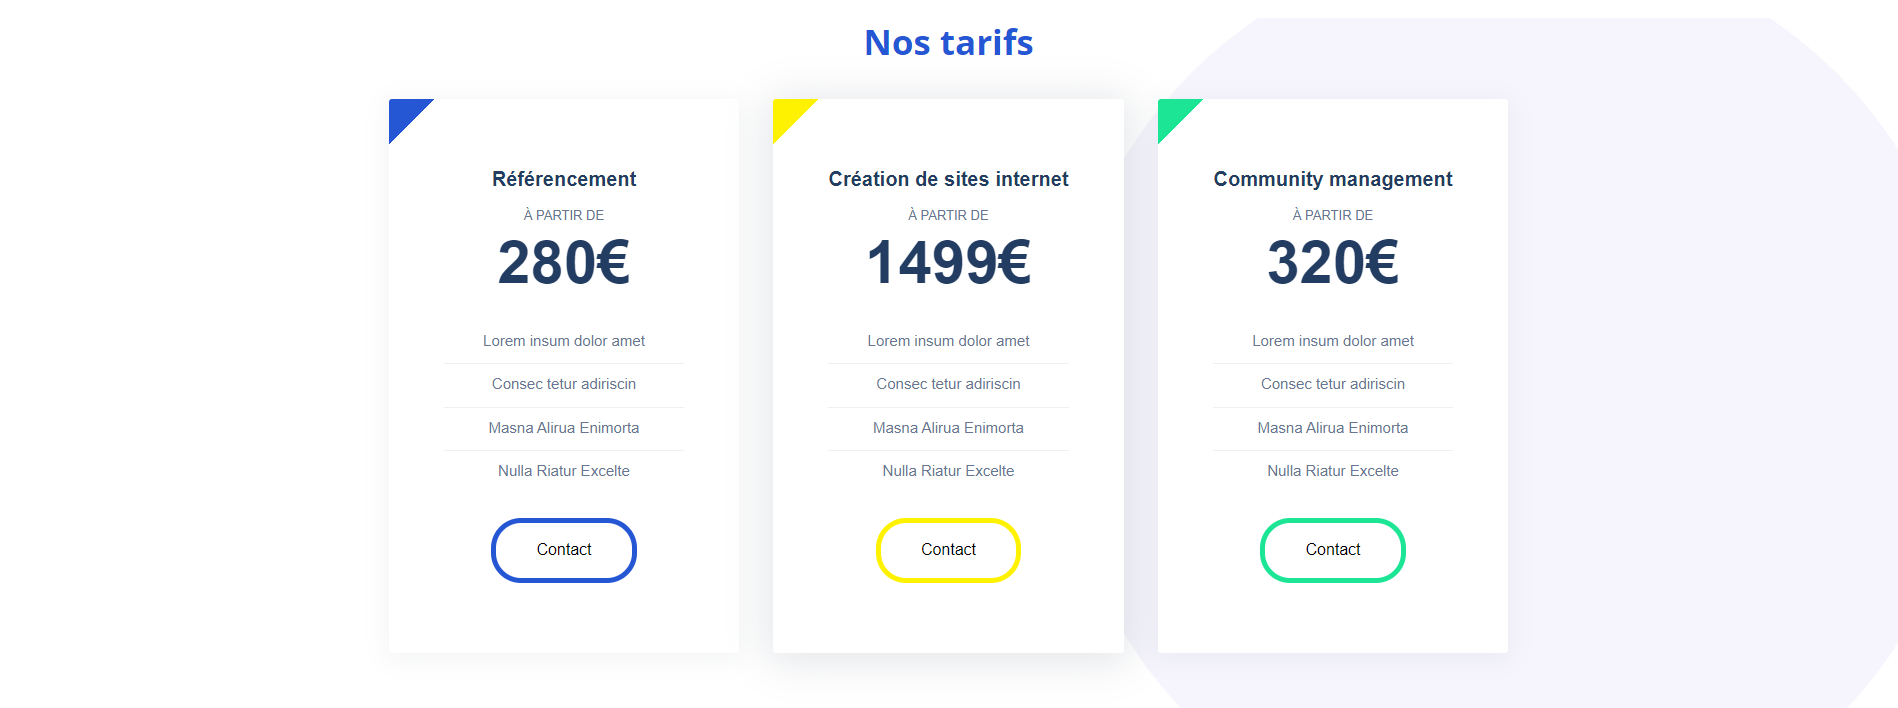 Nos tarifs
Référencement
À PARTIR DE
280€
Lorem insum dolor amet
Consec tetur adiriscin
Masna Alirua Enimorta
Nulla Riatur Excelte
Contact
Création de sites internet
À PARTIR DE
1499€
Lorem insum dolor amet
Consec tetur adiriscin
Masna Alirua Enimorta
Nulla Riatur Excelte
Contact
Community management
À PARTIR DE
320€
Lorem insum dolor amet
Consec tetur adiriscin
Masna Alirua Enimorta
Nulla Riatur Excelte
Contact